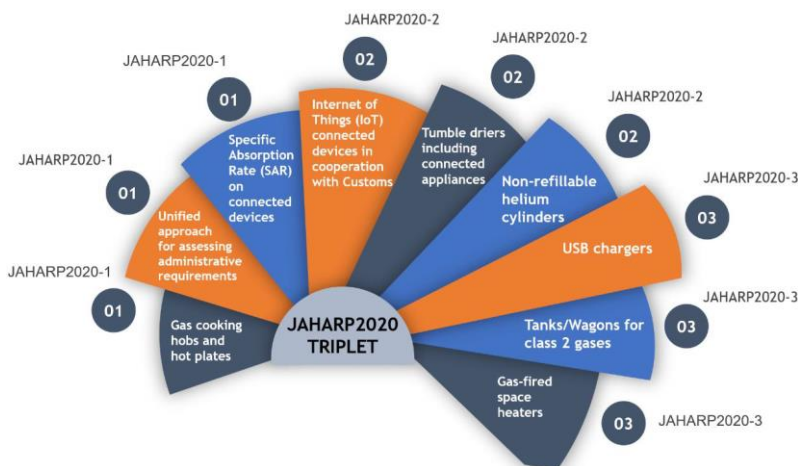 JAHARP2020-1
01
Gas cooking
hobs and
hot plates
JAHARP2020-1
01
Unified
approach
for assessing
administrative
requirements
JAHARP2020-1
01
Specific
Absorption
Rate (SAR)
on
connected
devices
JAHARP2020-2
02
Internet of
Things (IoT)
connected
devices in
cooperation
with Customs
JAHARP2020-2
02
Tumble driers
including
connected
appliances
JAHARP2020-2
02
Non-refillable
helium
cylinders
JAHARP2020-3
03
USB chargers
JAHARP2020-3
03
Tanks/Wagons for
class 2 gases
JAHARP2020-3
03
Gas-fired
space
heaters
JAHARP2020
TRIPLET